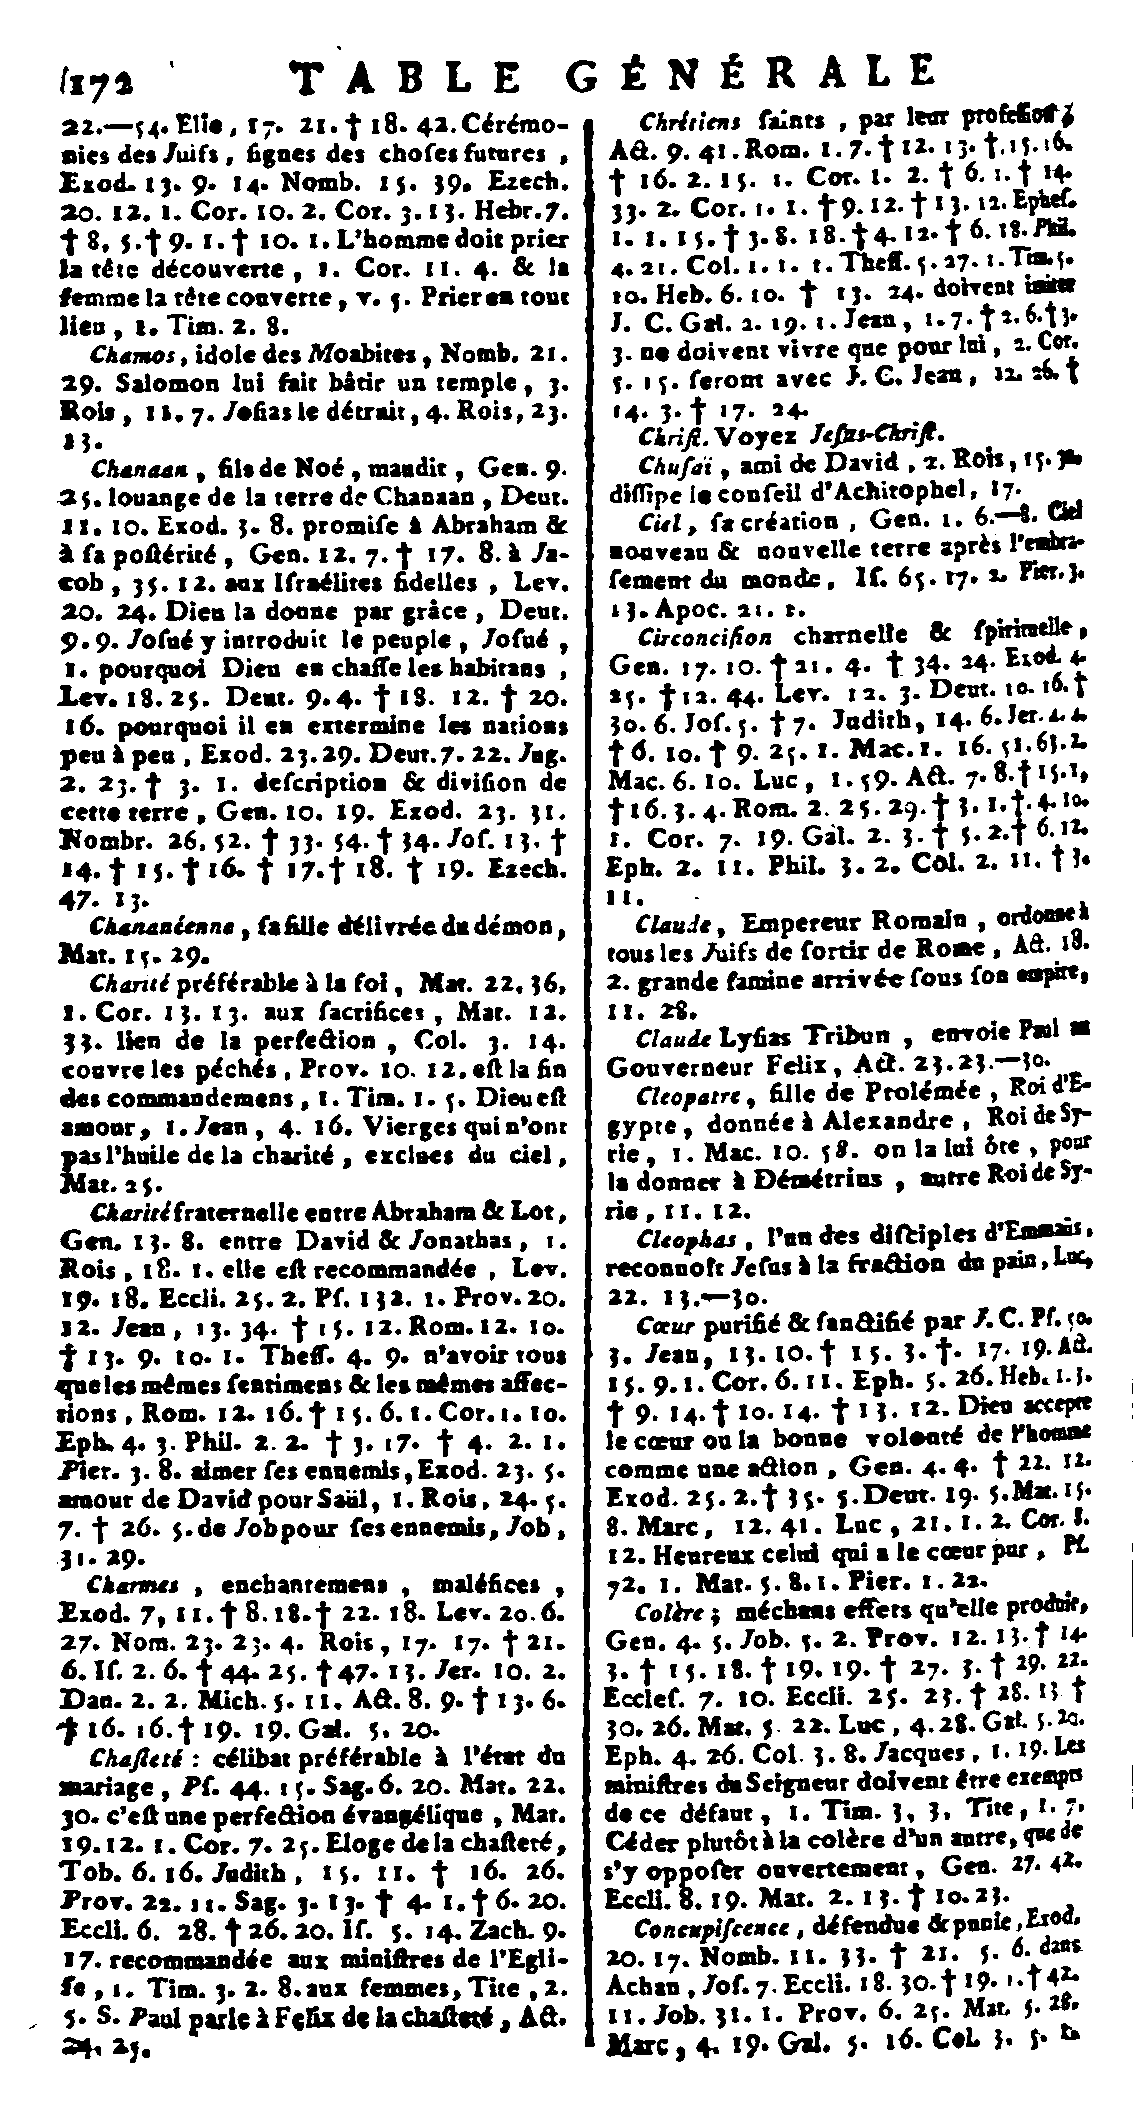 172 TABLE GÉNÉRALE
22.—54. Elie, 17. 21. † 18. 42. Cérémo-
nies des Juifs, ſignes des choſes futures,
Exod. 13. 9. 14. Nomb. 15. 39. Ezech.
20. 12. 1. Cor. 10. 2. Cor. 3. 13. Hebr. 7.
† 8. 5. † 9. 1. † 10. 1. L'homme doit prier
la tête découverte, 1. Cor. 11. 4. & la
femme la tête couverte, v. 5. Prier en tout
lieu, 1. Tim. 2. 8.
Chamos, idole des Moabites, Nomb. 21.
29. Salomon lui fait bâtir un temple, 3.
Rois, 11. 7. Joſias le détruit, 4. Rois, 23.
13.
Chanaan, fils de Noé, maudit, Gen. 9.
25. louange de la terre de Chanaan, Deut.
11. 10. Exod. 3. 8. promiſe à Abraham &
à ſa poſtérité, Gen. 12. 7. † 17. 8. à Ja-
cob, 35. 12. aux Iſraélites fidelles, Lev.
20. 24. Dieu la donne par grâce, Deut.
9. 9. Joſué y introduit le peuple, Joſué,
1. pourquoi Dieu en chaſſe les habitans,
Lev. 18. 25. Deut. 9. 4. † 18. 12. † 20.
16. pourquoi il en extermine les nations
peu à peu, Exod. 23. 29. Deut. 7. 22. Jug.
2. 23. † 3. 1. deſcription & diviſion de
cette terre, Gen. 10. 19. Exod. 23. 31.
Nombr. 26. 52. † 33. 54. † 34. Joſ. 13. †
14. † 15. † 16. † 17. † 18. † 19. Ezech.
47. 13.
Chananéenne, ſa fille délivrée du démon,
Mat. 15. 29.
Charité préférable à la foi, Mat. 22. 36,
1. Cor. 13. 13. aux ſacrifices, Mat. 12.
33. lien de la perfection, Col. 3. 14.
couvre les péchés, Prov. 10. 12. eſt la fin
des commandemens, 1. Tim. 1. 5. Dieu eſt
amour, 1. Jean, 4. 16. Vierges qui n'ont
pas l'huile de la charité, exclues du ciel,
Mat. 25.
Charité fraternelle entre Abraham & Lot,
Gen. 13. 8. entre David & Jonathas, 1.
Rois, 18. 1. elle eſt recommandée, Lev.
19. 18. Eccli. 25. 2. Pſ. 132. 1. Prov. 20.
12. Jean, 13. 34. † 15. 12. Rom. 12. 10.
† 13. 9. 10. 1. Theſſ. 4. 9. n'avoir tous
que les mêmes ſentimens & les mêmes affec-
tions, Rom. 12. 16. † 15. 6. 1. Cor. 1. 10.
Eph. 4. 3. Phil. 2. 2. † 3. 17. † 4. 2. 1.
Pier. 3. 8. aimer ſes ennemis, Exod. 23. 5.
amour de David pour Saül, 1. Rois, 24. 5.
7. † 26. 5. de Job pour ſes ennemis, Job,
31. 29.
Charmes, enchantemens, maléfices,
Exod. 7, 11. † 8. 18. † 22. 18. Lev. 20. 6.
27. Nom. 23. 23. 4. Rois, 17. 17. † 21.
6. Iſ. 2. 6. † 44. 25. † 47. 13. Jer. 10. 2.
Dan. 2. 2. Mich. 5. 11. Act. 8. 9. † 13. 6.
† 16. 16. † 19. 19. Gal. 5. 20.
Chaſteté : célibat préférable à l'état du
mariage, Pſ. 44. 15. Sag. 6. 20. Mat. 22.
30. c'eſt une perfection évangélique, Mat.
19. 12. 1. Cor. 7. 25. Eloge de la chaſteté,
Tob. 6. 16. Judith, 15. 11. † 16. 26.
Prov. 22. 11. Sag. 3. 13. † 4. 1. † 6. 20.
Eccli. 6. 28. † 26. 20. Iſ. 5. 14. Zach. 9.
17. recommandée aux miniſtres de l'Egli-
ſe, 1. Tim. 3. 2. 8. aux femmes, Tite, 2.
5. S. Paul parle à Felix de la chaſteté, Act.
24. 25.
Chrétiens ſaints, par leur profeſſion;
Act. 9. 41. Rom. 1. 7. † 12. 13. †. 15. 16.
† 16. 2. 15. 1. Cor. 1. 2. † 6. 1. † 14.
33. 2. Cor. 1. 1. † 9. 12. † 13. 12. Epheſ.
1. 1. 15. † 3. 8. 18. † 4. 12. † 6. 18. Phil.
4. 21. Col. 1. 1. 1. Theſſ. 5. 27. 1. Tim. 5.
10. Heb. 6. 10. † 13. 24. doivent imiter
J. C. Gal. 2. 19. 1. Jean, 1. 7. † 2. 6. † 3.
3. ne doivent vivre que pour lui, 2. Cor.
5. 15. ſeront avec J. C. Jean, 12. 26. †
14. 3. † 17. 24.
Chriſt. Voyez Jeſus-Chriſt.
Chuſaï, ami de David, 2. Rois, 15.
diſſipe le conſeil d'Achitophel, 17.
Ciel, ſa création, Gen. 1. 6.—8. Ciel
nouveau & nouvelle terre après l'embra-
ſement du monde, Iſ. 65. 17. 2. Pier. 3.
13. Apoc. 21. 1.
Circonciſion charnelle & ſpirituelle,
Gen. 17. 10. † 21. 4. † 34. 24. Exod. 4.
25. † 12. 44. Lev. 12. 3. Deut. 10. 16. †
30. 6. Joſ. 5. † 7. Judith, 14. 6. Jer. 4. 4.
† 6. 10. † 9. 25. 1. Mac. 1. 16. 51. 63. 2.
Mac. 6. 10. Luc, 1. 59. Act. 7. 8. † 15. 1,
† 16. 3. 4. Rom. 2. 25. 29. † 3. 1. †. 4. 10.
1. Cor. 7. 19. Gal. 2. 3. † 5. 2. † 6. 12.
Eph. 2. 11. Phil. 3. 2. Col. 2. 11. † 3.
11.
Claude, Empereur Romain, ordonne à
tous les Juifs de ſortir de Rome, Act. 18.
2. grande famine arrivée ſous ſon empire,
11. 28.
Claude Lyſias Tribun, envoie Paul au
Gouverneur Felix, Act. 23. 23.—30.
Cleopatre, fille de Prolémée, Roi d'E-
gypte, donnée à Alexandre, Roi de Sy-
rie, 1. Mac. 10. 58. on la lui ôte, pour
la donner à Démétrius, autre Roi de Sy-
rie, 11. 12.
Cleophas, l'un des diſciples d'Emmaüs,
reconnoît Jeſus à la fraction du pain, Luc,
22. 13.—30.
Cœur purifié & ſanctifié par J. C. Pſ. 50.
3. Jean, 13. 10. † 15. 3. †. 17. 19. Act.
15. 9. 1. Cor. 6. 11. Eph. 5. 26. Heb. 1. 3.
† 9. 14. † 10. 14. † 13. 12. Dieu accepte
le cœur ou la bonne volonté de l'homme
comme une action, Gen. 4. 4. † 22. 12.
Exod. 25. 2. † 35. 5. Deut. 19. 5. Mat. 15.
8. Marc, 12. 41. Luc, 21. 1. 2. Cor. 8.
12. Heureux celui qui a le cœur pur, Pſ.
72. 1. Mat. 5. 8. 1. Pier. 1. 22.
Colère; méchans effets qu'elle produit,
Gen. 4. 5. Job. 5. 2. Prov. 12. 13. † 14.
3. † 15. 18. † 19. 19. † 27. 3. † 29. 22.
Eccleſ. 7. 10. Eccli. 25. 23. † 28. 13 †
30. 26. Mat. 5. 22. Luc, 4. 28. Gal. 5. 20.
Eph. 4. 26. Col. 3. 8. Jacques, 1. 19. Les
miniſtres du Seigneur doivent être exempts
de ce défaut, 1. Tim. 3, 3. Tite, 1. 7.
Céder plutôt à la colère d'un autre, que de
s'y oppoſer ouvertement, Gen. 27. 42.
Eccli. 8. 19. Mat. 2. 13. † 10. 23.
Concupiſcence, défendue & punie, Exod.
20. 17. Nomb. 11. 33. † 21. 5. 6. dans
Achan, Joſ. 7. Eccli. 18. 30. † 19. 1. † 42.
11. Job. 31. 1. Prov. 6. 25. Mat. 5. 28.
Marc, 4. 19. Gal. 5. 16. Col. 3. 5.